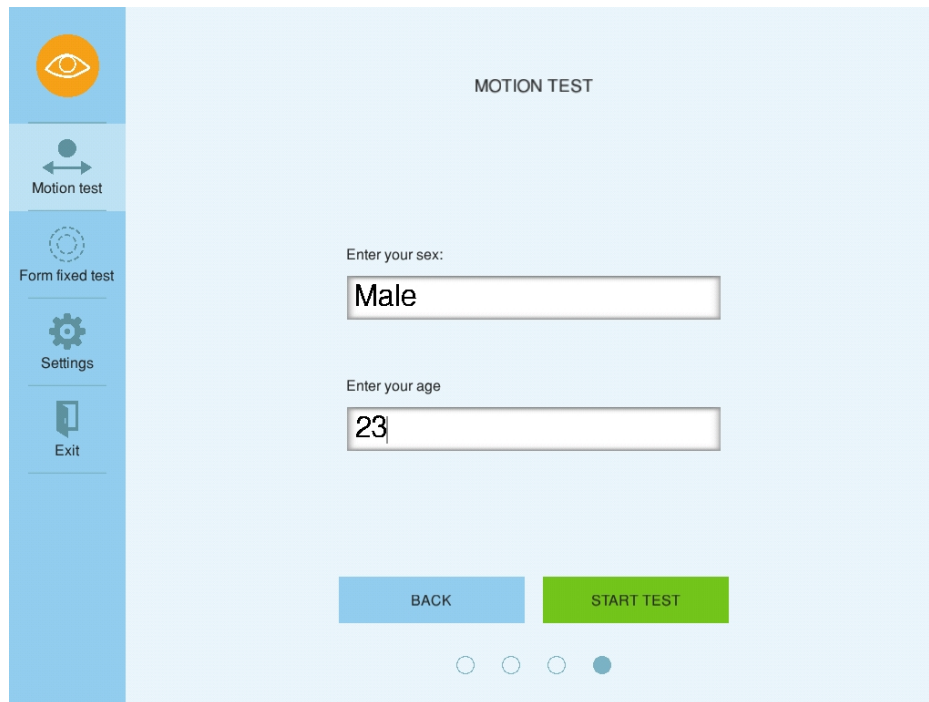 MOTION TEST
Motion test
Form fixed test
Settings
Exit
Enter your sex:
Male
Enter your age
23
BACK
START TEST